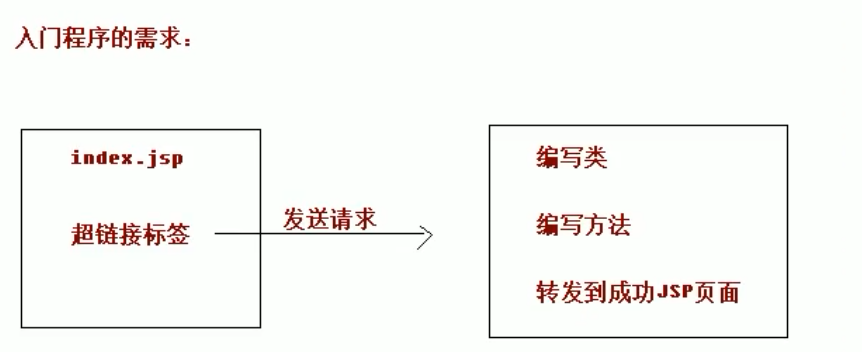 入门程序的需求：
index.jsp
超链接标签
发送请求
编写类
编写方法
转发到成功JSP页面